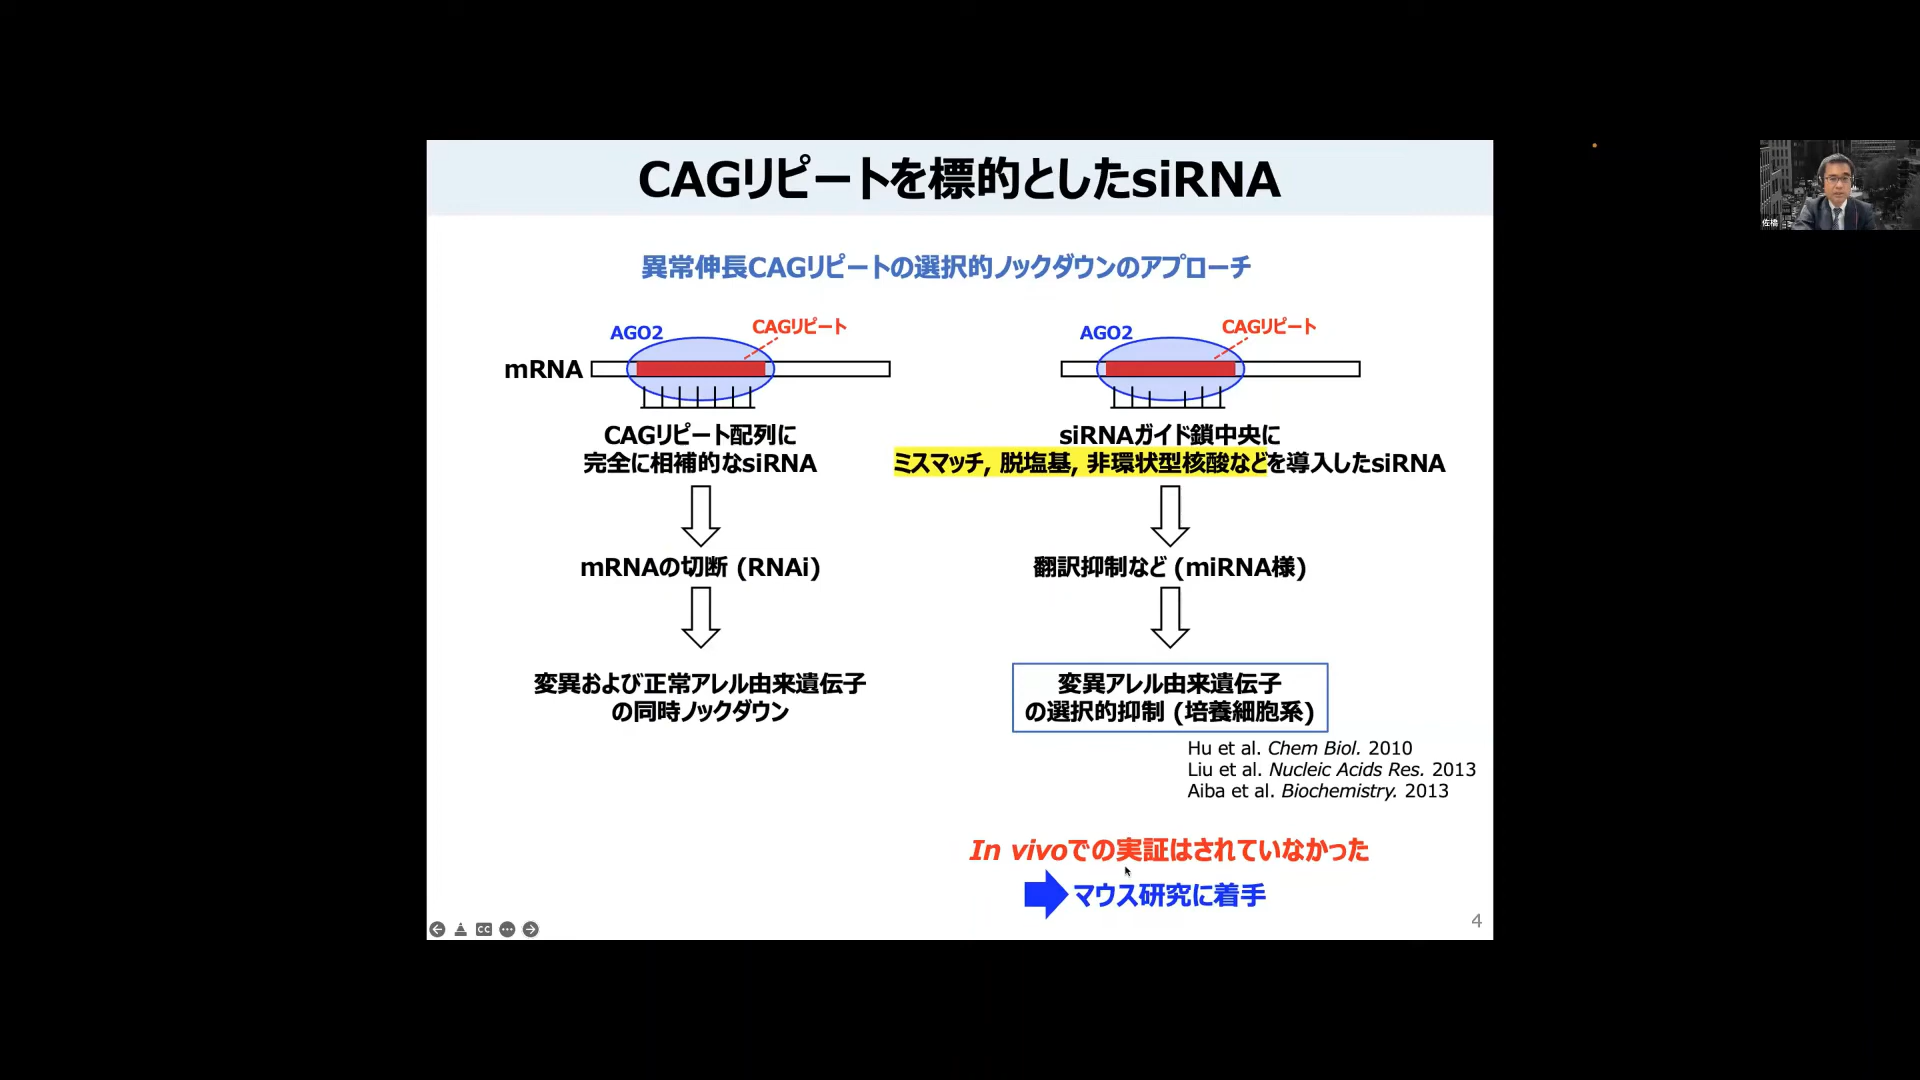 CAGリピートを標的としたsiRNA
佐橋
異常伸長CAGリピートの選択的ノックダウンのアプローチ
AGO2
CAGリピート
mRNA
CAGリピート配列に
完全に相補的なsiRNA
mRNAの切断 (RNAi)
変異および正常アレル由来遺伝子
の同時ノックダウン
AGO2
CAGリピート
siRNAガイド鎖中央に
ミスマッチ, 脱塩基, 非環状型核酸などを導入したsiRNA
翻訳抑制など (miRNA様)
変異アレル由来遺伝子
の選択的抑制 (培養細胞系)
Hu et al. Chem Biol. 2010
Liu et al. Nucleic Acids Res. 2013
Aiba et al. Biochemistry. 2013
In vivoでの実証はされていなかった
マウス研究に着手
CC
4